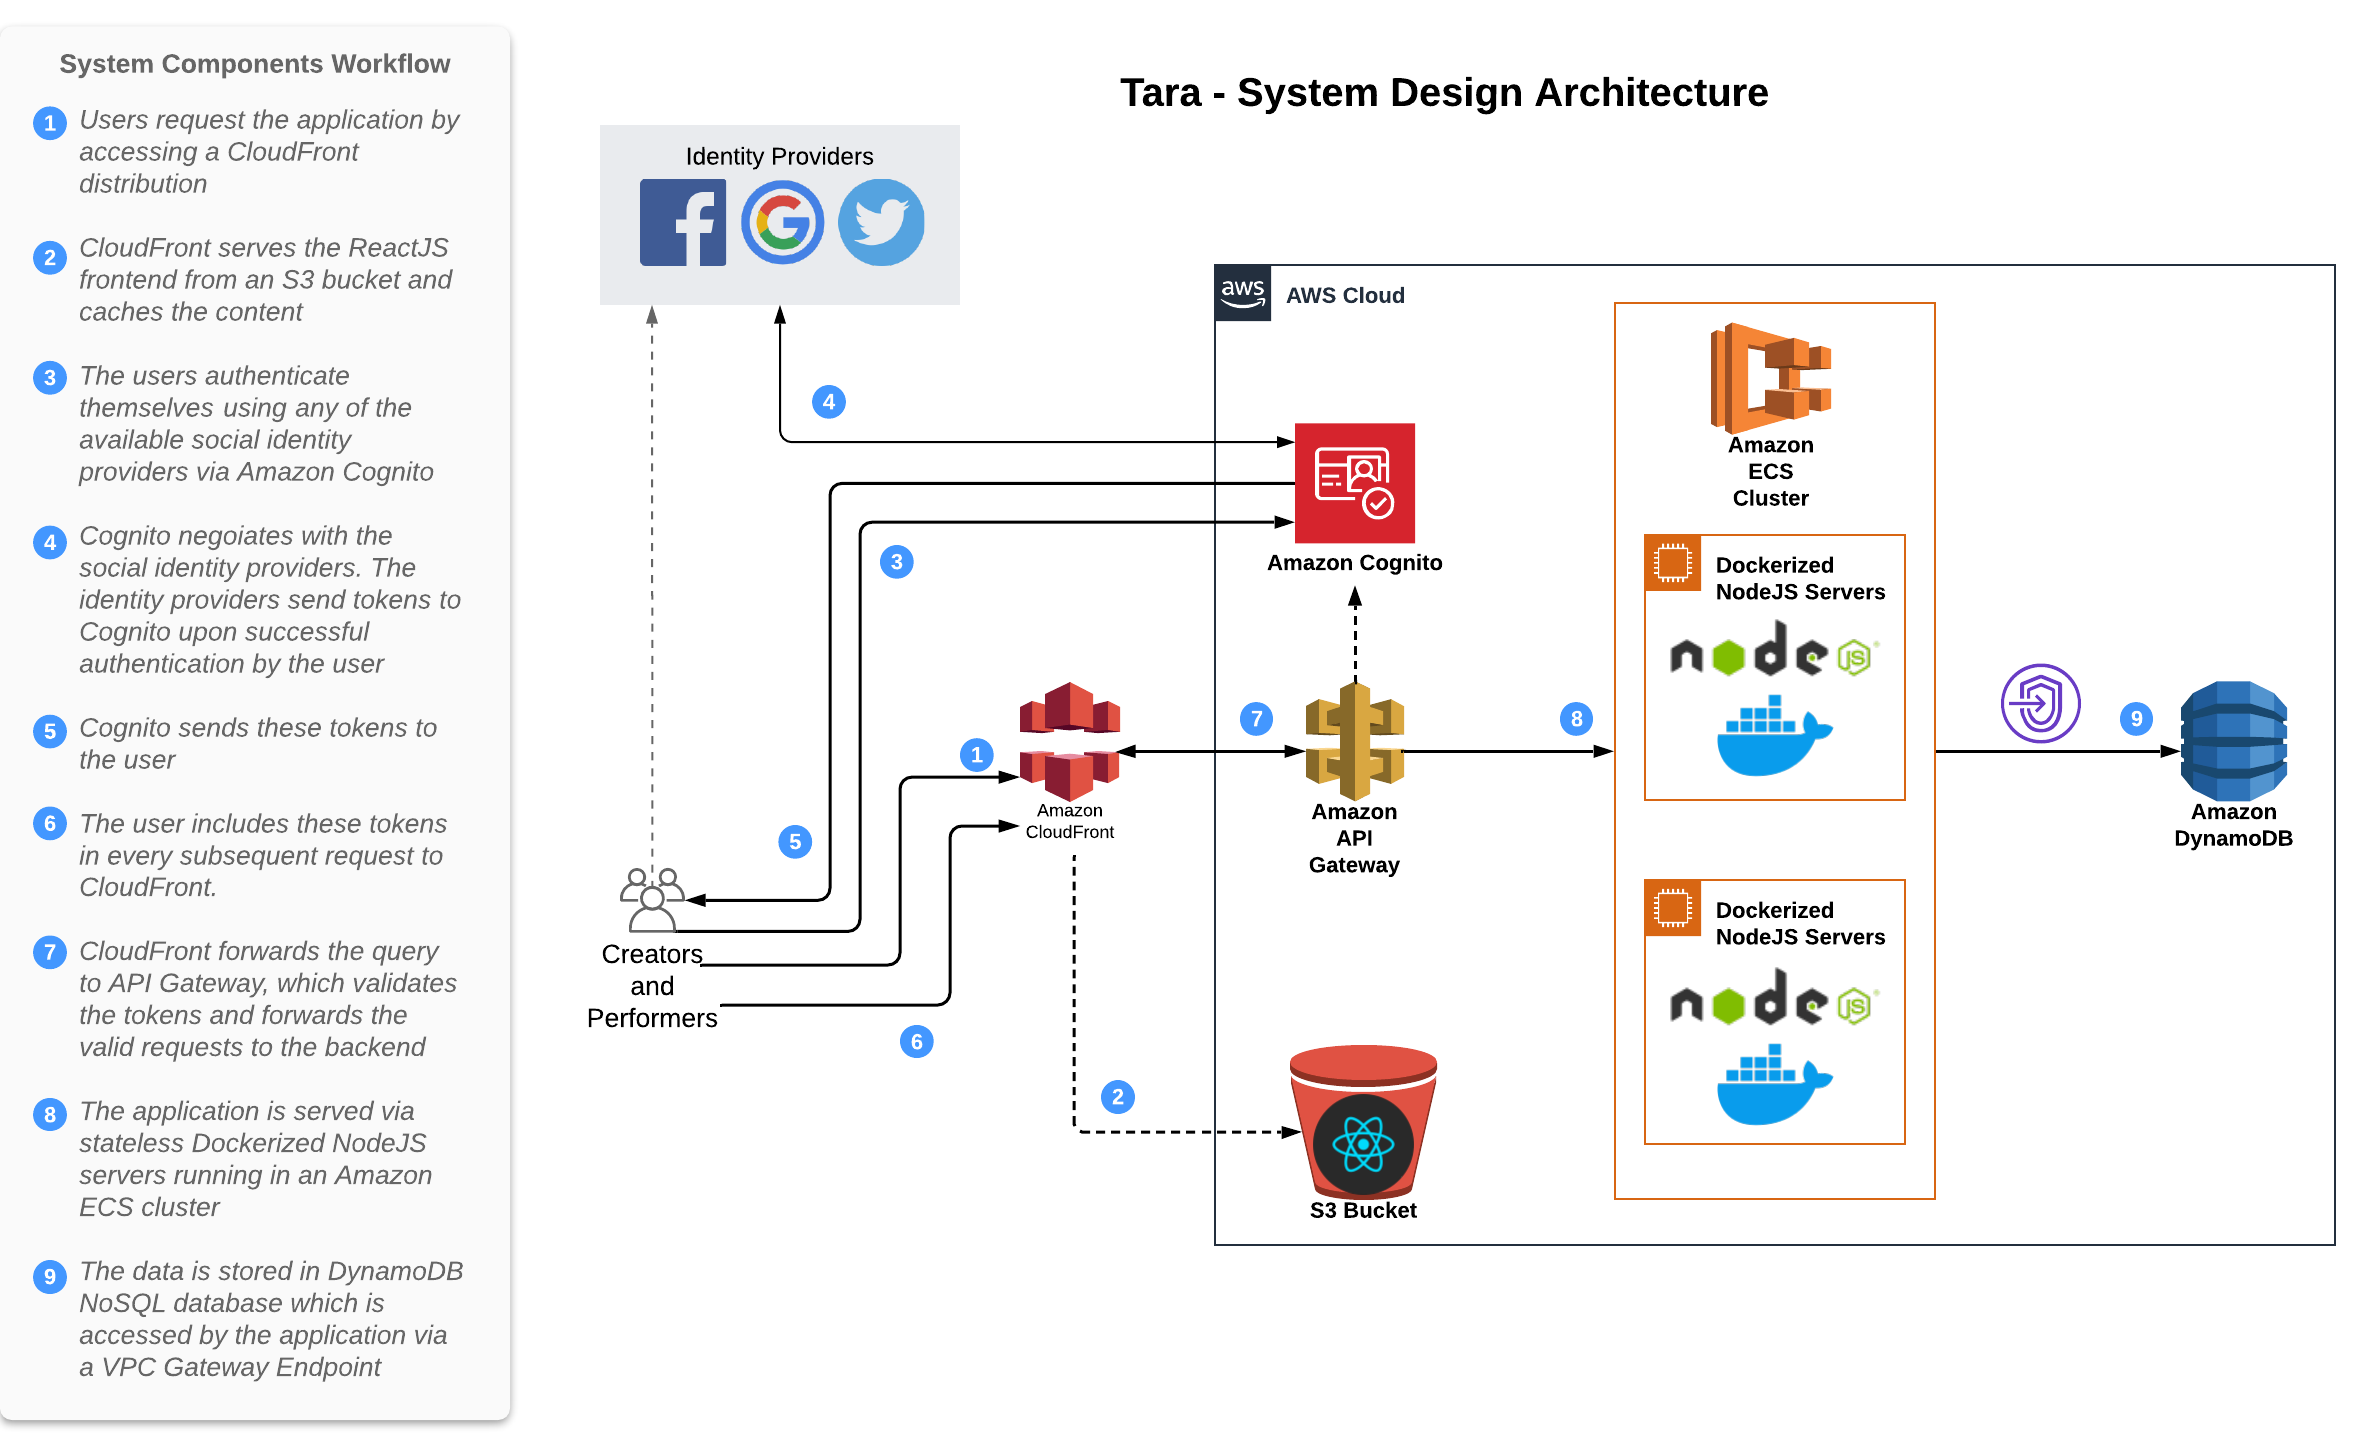 System Components Workflow
1
Users request the application by
accessing a CloudFront
distribution
2
CloudFront serves the ReactJS
frontend from an S3 bucket and
caches the content
3
The users authenticate
themselves using any of the
available social identity
providers via Amazon Cognito
4
Cognito negoiates with the
social identity providers. The
identity providers send tokens to
Cognito upon successful
authentication by the user
5
Cognito sends these tokens to
the user
6
The user includes these tokens
in every subsequent request to
CloudFront.
7
CloudFront forwards the query
to API Gateway, which validates
the tokens and forwards the
valid requests to the backend
8
The application is served via
stateless Dockerized NodeJS
servers running in an Amazon
ECS cluster
9
The data is stored in DynamoDB
NoSQL database which is
accessed by the application via
a VPC Gateway Endpoint
Tara - System Design Architecture
Identity Providers
aws
AWS Cloud
4
3
Amazon Cognito
Amazon
ECS
Cluster
Dockerized
NodeJS Servers
node JS
1
Amazon
CloudFront
7
Amazon
API
Gateway
8
9
Amazon
DynamoDB
5
Creators
and
Performers
6
2
Dockerized
NodeJS Servers
node JS
S3 Bucket